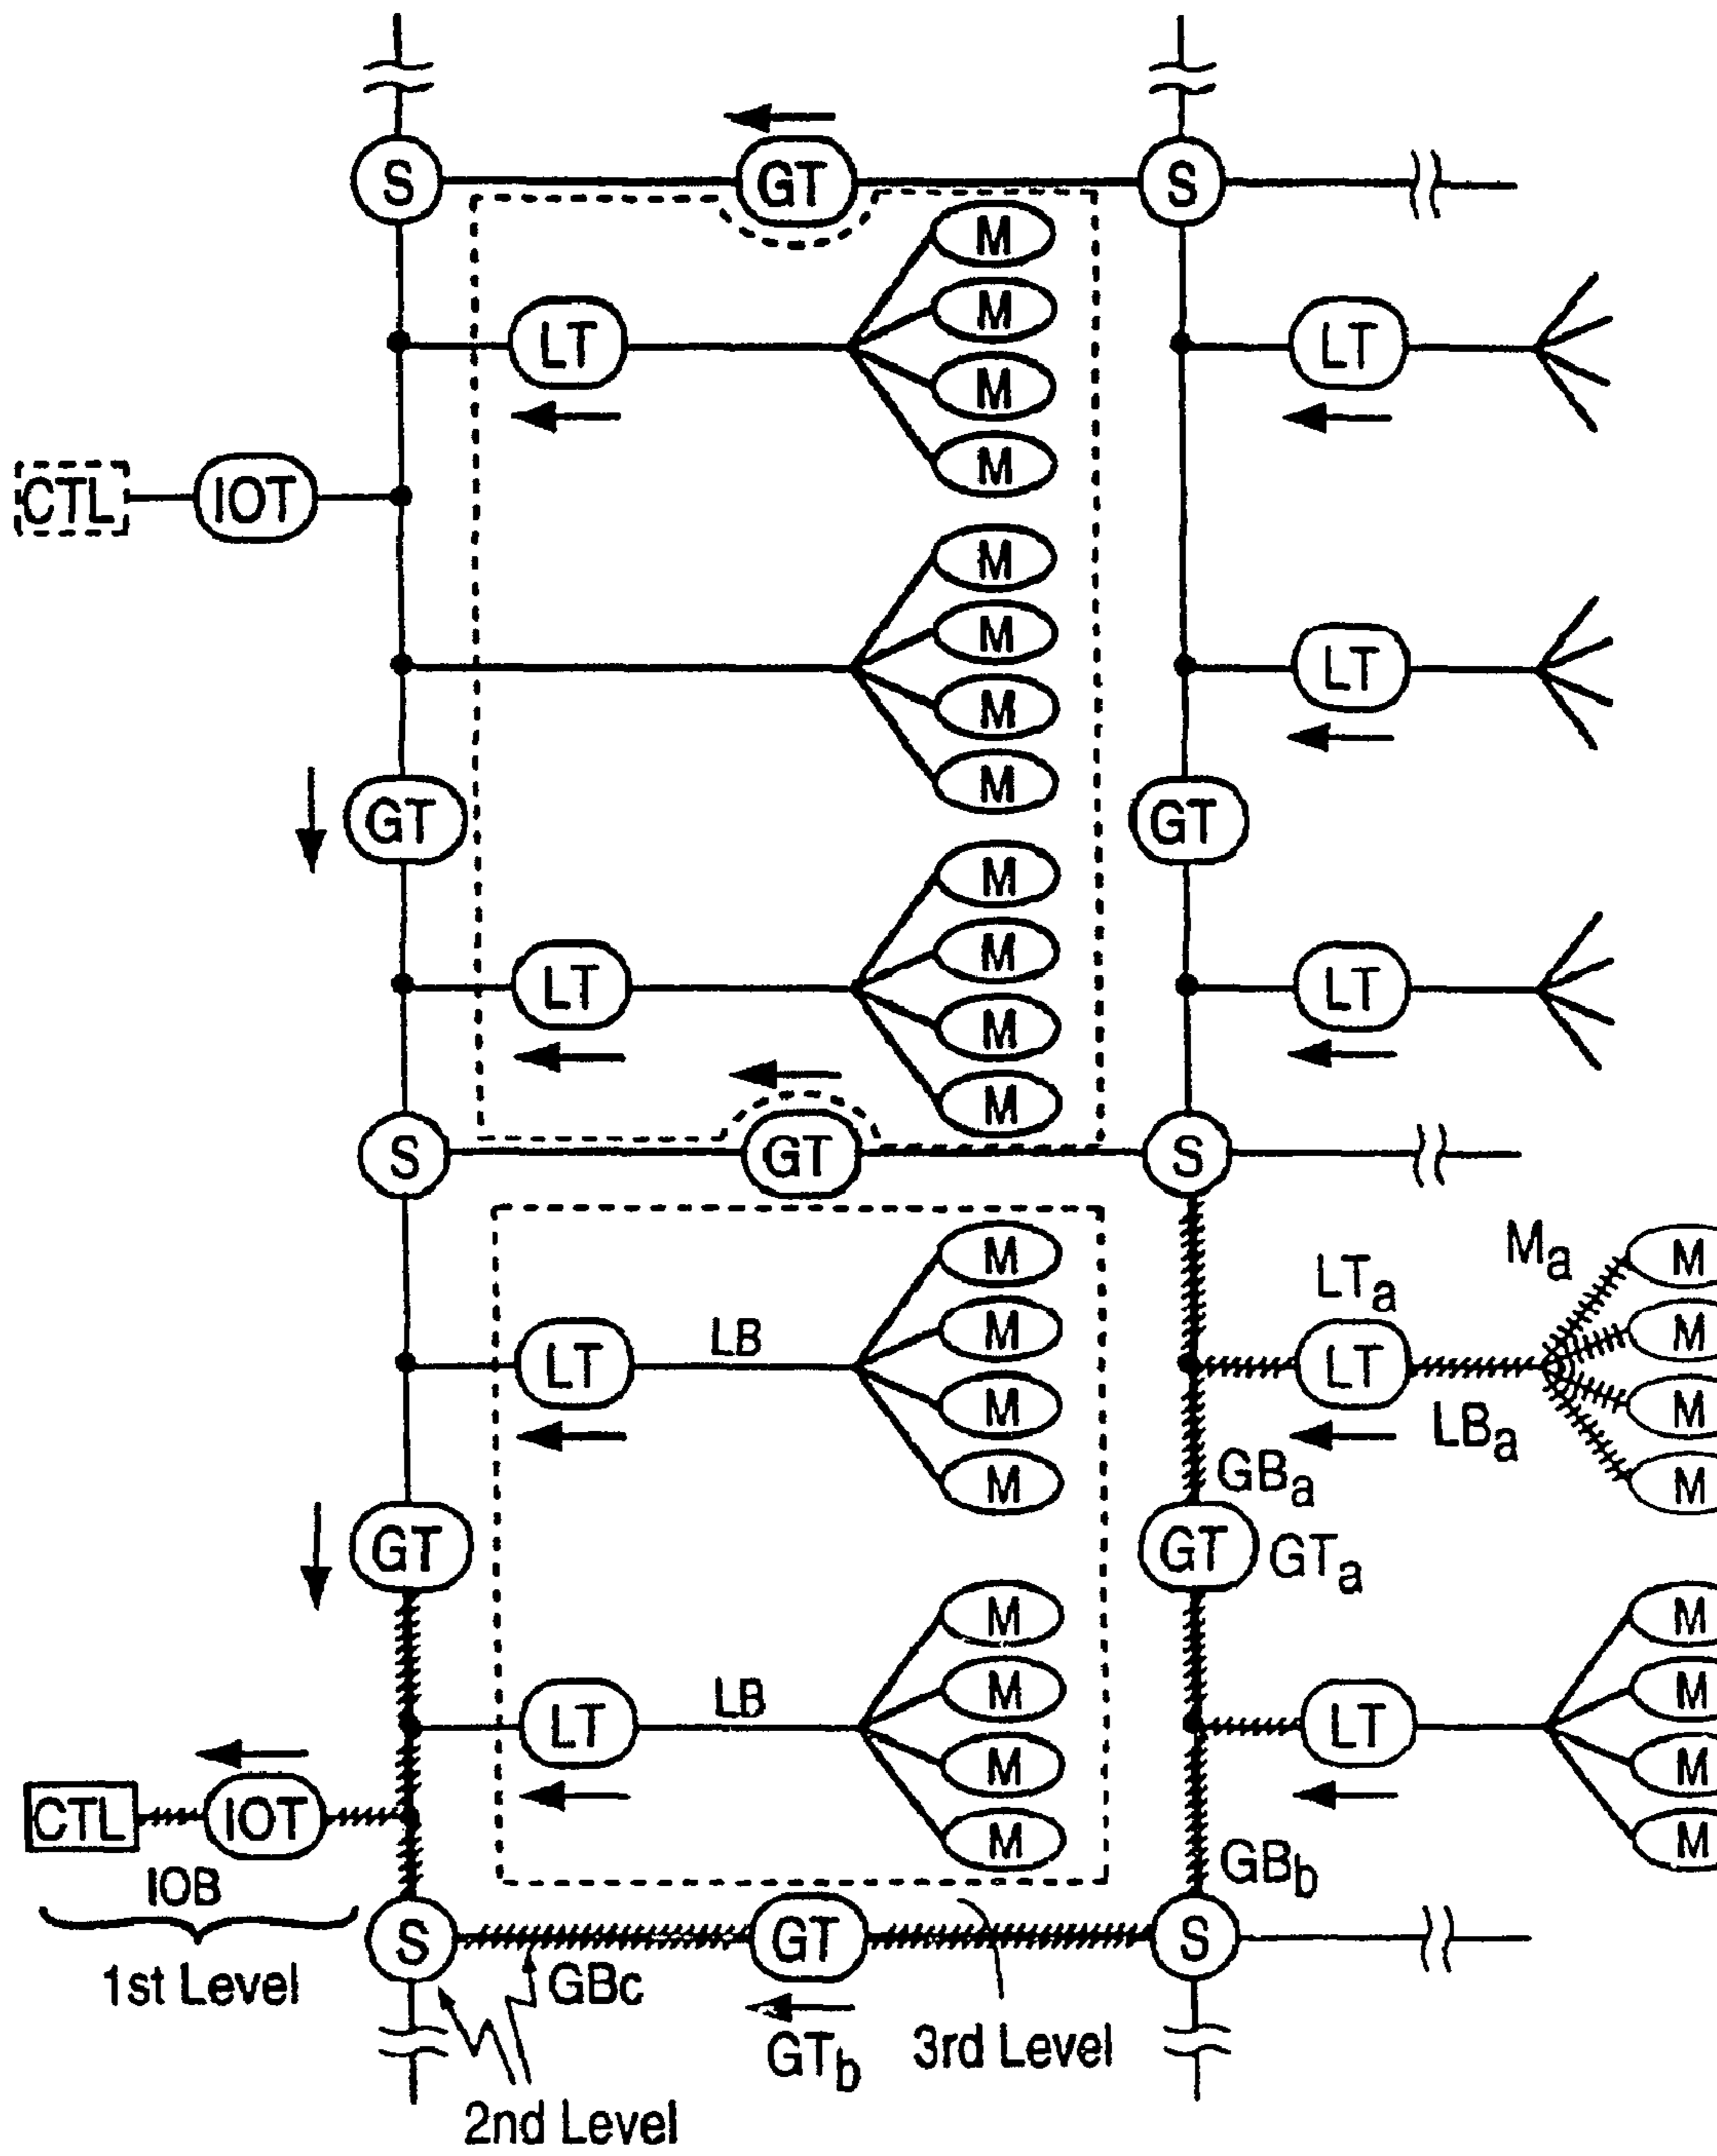 S GT S
M
M
LT LT
M
M
CTL IOT
M
M
LT
M
M
GT GT
M
M
LT LT
M
M
S GT S
M M
LTa Ma
LB M M
LT LT
M M
LBa
M M
GBa
GT GT GTa
M M
LB M M
LT LT
M M
CTL IOT
M M
IOB GBb
S GT S
1st Level GBc
GTb 3rd Level
2nd Level